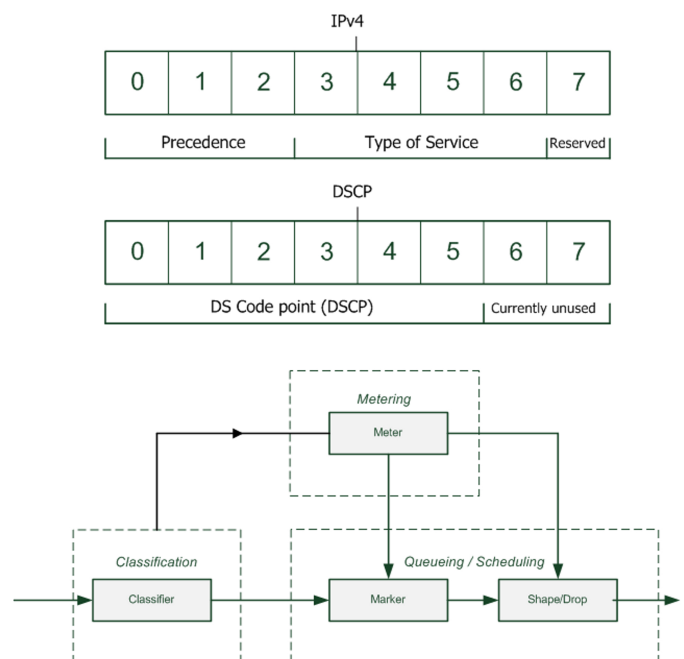 IPv4
0 1 2 3 4 5 6 7
Precedence Type of Service Reserved
DSCP
0 1 2 3 4 5 6 7
DS Code point (DSCP) Currently unused
Metering
Meter
Classification Queueing / Scheduling
Classifier Marker Shape/Drop